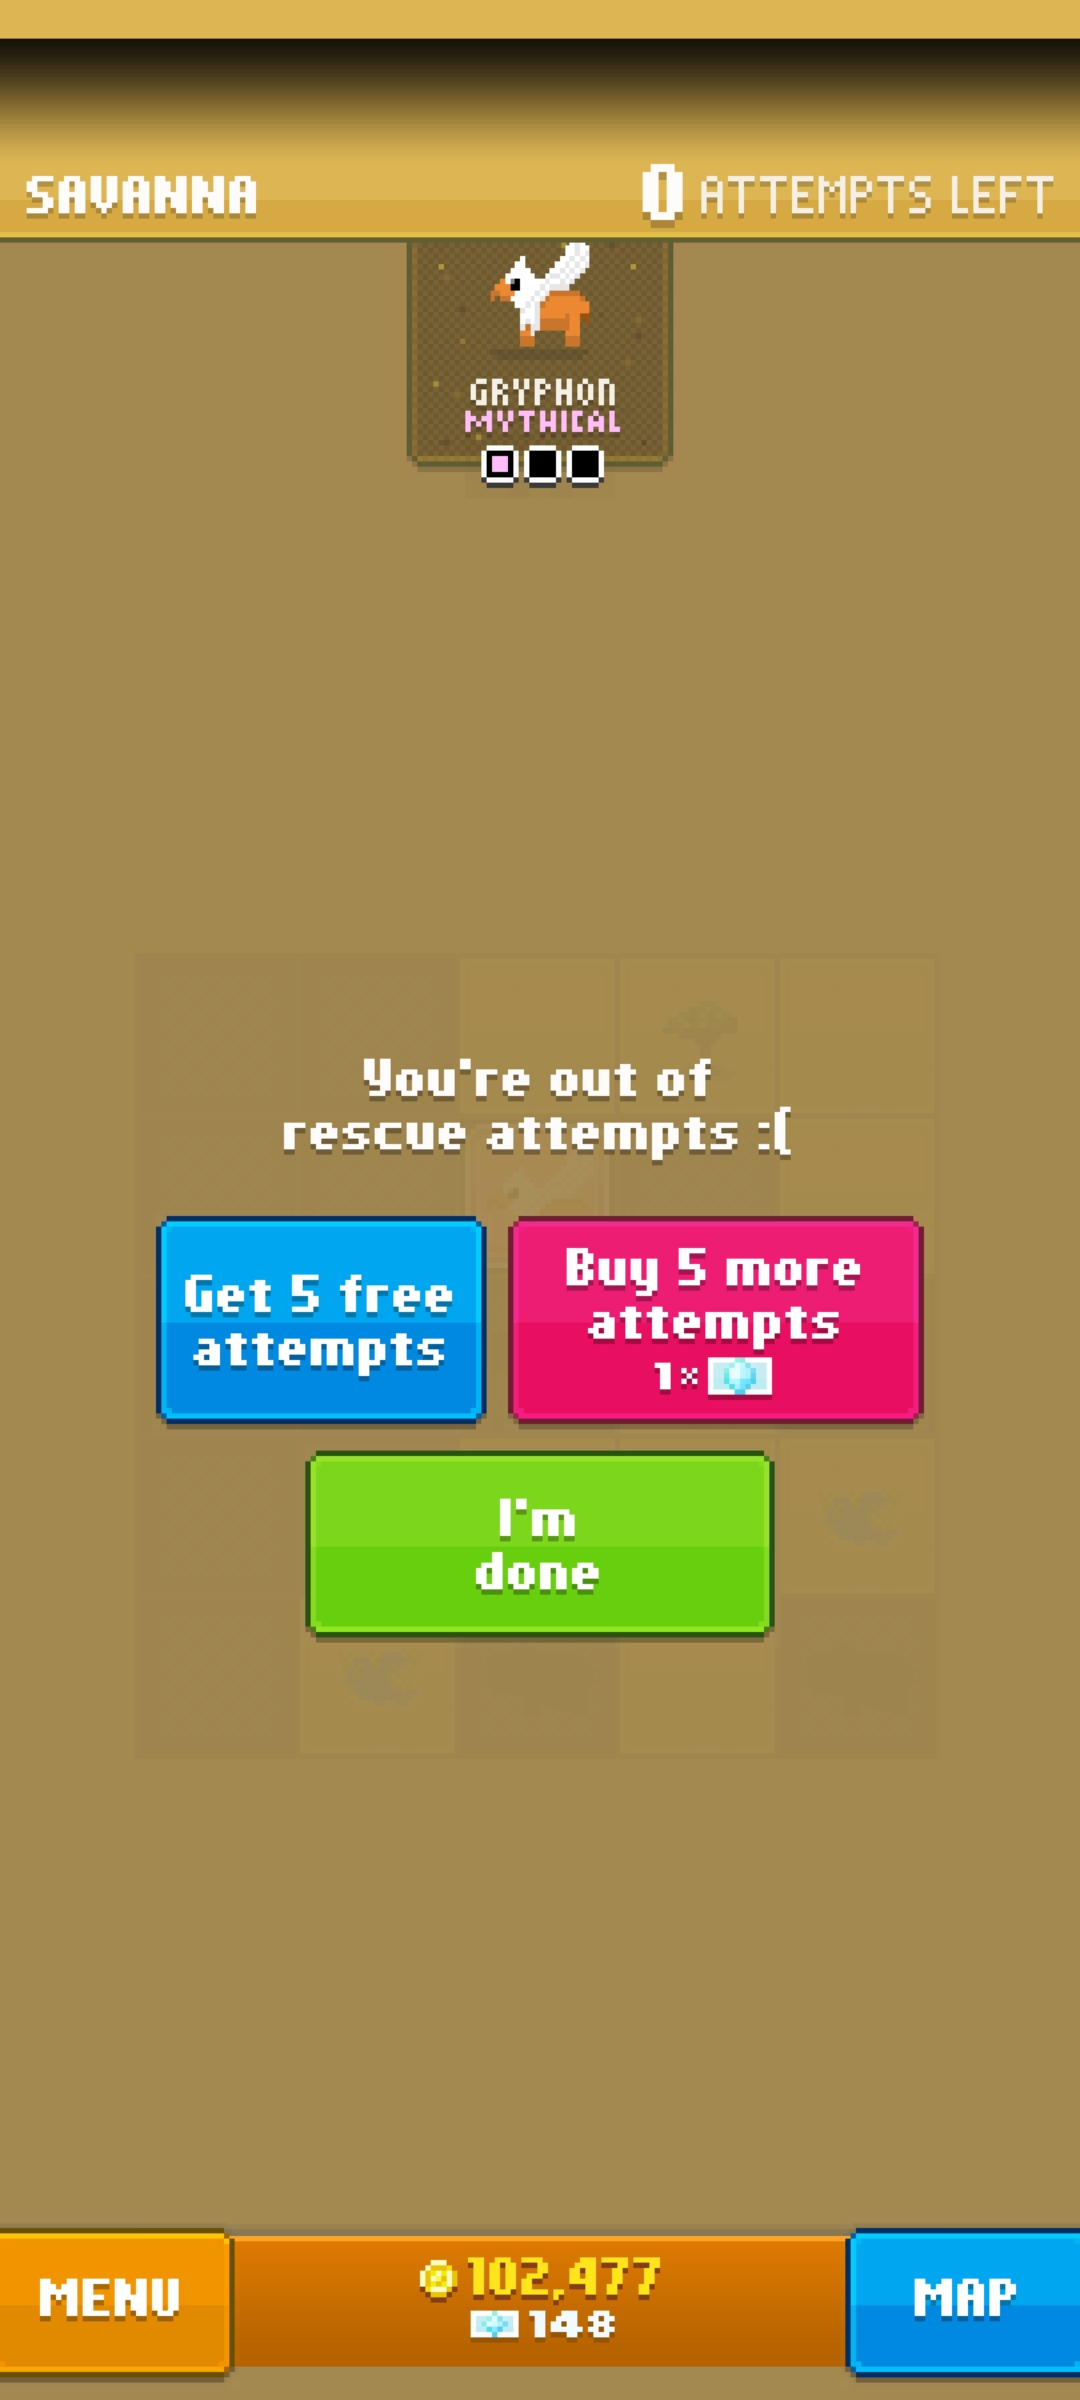 SAVANNA
0 ATTEMPTS LEFT
GRYPHON
MYTHICAL
You're out of
rescue attempts :(
Get 5 free
attempts
Buy 5 more
attempts
1×
I'm
done
MENU
102,477
148
MAP